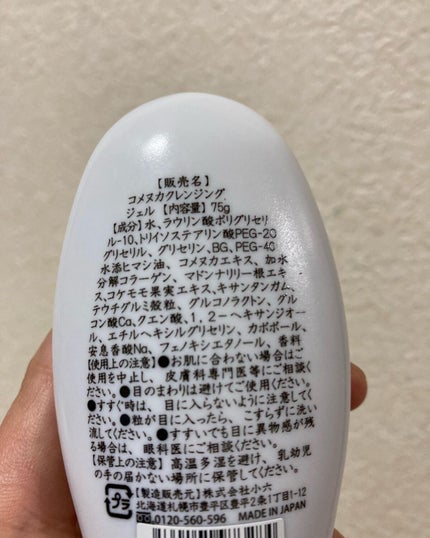 【販売名】
コメヌカクレンジング
ジェル【内容量】75g
【成分】水、ラウリン酸ポリグリセリ
ル-10、トリイソステアリン酸PEG-20
グリセリル、グリセリン、BG、PEG-40
水添ヒマシ油、コメヌカエキス、加水
分解コラーゲン、マドンナリリー根エキ
ス、コケモモ果実エキス、キサンタンガム、
テウチグルミ殻粒、グルコノラクトン、グル
コン酸Ca、クエン酸、1,2-ヘキサンジオー
ル、エチルヘキシルグリセリン、カルボマー、
安息香酸Na、フェノキシエタノール、香料
【使用上の注意】●お肌に合わない場合はご
使用を中止し、皮膚科専門医等にご相談く
ださい。●目のまわりは避けてご使用ください。
●すすぐ時は、目に入らないように注意してく
ださい。●粒が目に入ったら、こすらずに洗い
流してください。●すすいでも目に異物感が残
る場合は、眼科医にご相談ください。
【保管上の注意】高温多湿を避け、乳幼児
の手の届かない場所に保管してください。
プラ
【製造販売元】株式会社小六
北海道札幌市豊平区豊平2条1丁目1-12
0120-560-596 MADE IN JAPAN